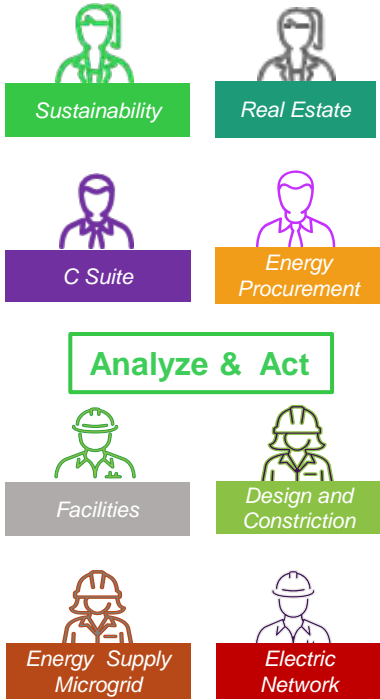 Sustainability
Real Estate
C Suite
Energy
Procurement
Analyze & Act
Facilities
Design and
Constriction
Energy Supply
Microgrid
Electric
Network